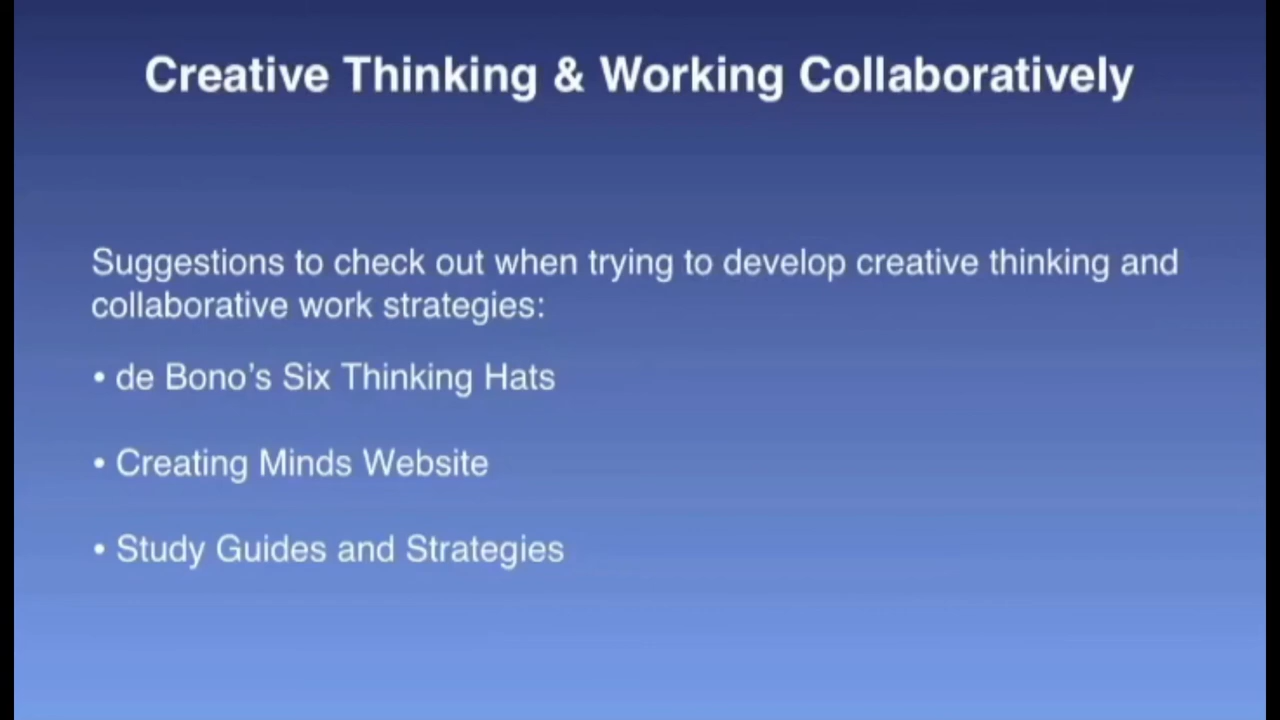 Creative Thinking & Working Collaboratively
Suggestions to check out when trying to develop creative thinking and
collaborative work strategies:
• de Bono’s Six Thinking Hats
• Creating Minds Website
• Study Guides and Strategies